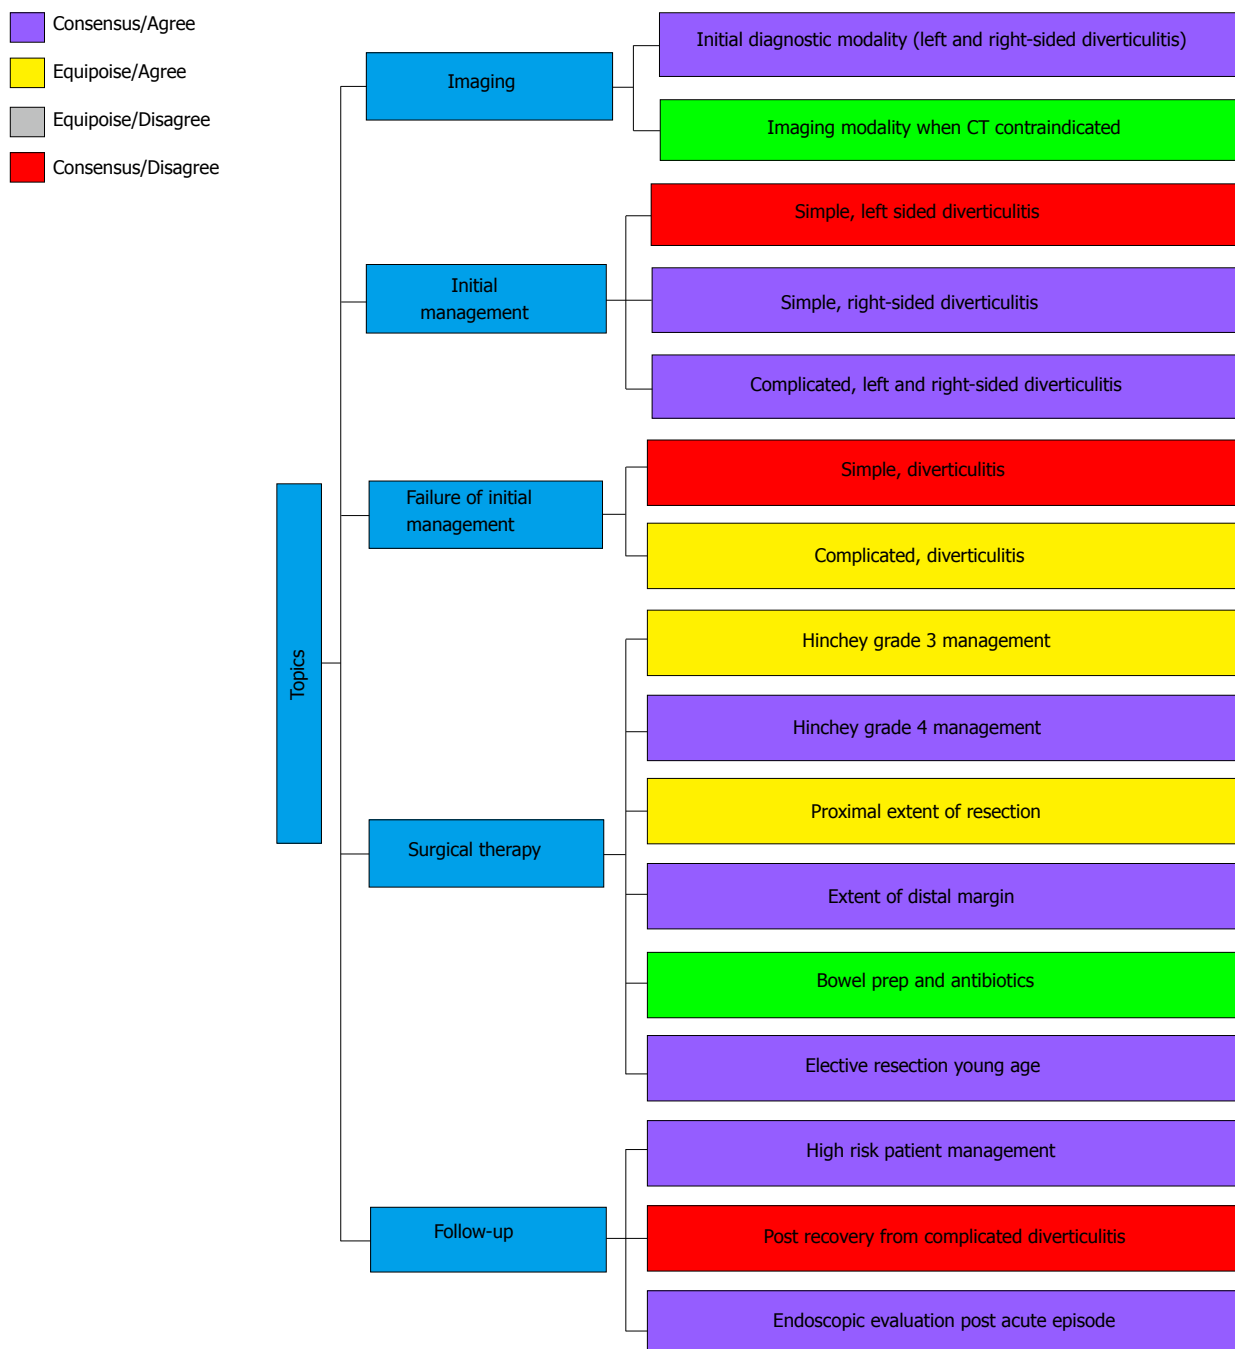 Consensus/Agree
Equipoise/Agree
Equipoise/Disagree
Consensus/Disagree
Topics
Imaging
Initial diagnostic modality (left and right-sided diverticulitis)
Imaging modality when CT contraindicated
Initial
management
Simple, left sided diverticulitis
Simple, right-sided diverticulitis
Complicated, left and right-sided diverticulitis
Failure of initial
management
Simple, diverticulitis
Complicated, diverticulitis
Surgical therapy
Hinchey grade 3 management
Hinchey grade 4 management
Proximal extent of resection
Extent of distal margin
Bowel prep and antibiotics
Elective resection young age
Follow-up
High risk patient management
Post recovery from complicated diverticulitis
Endoscopic evaluation post acute episode